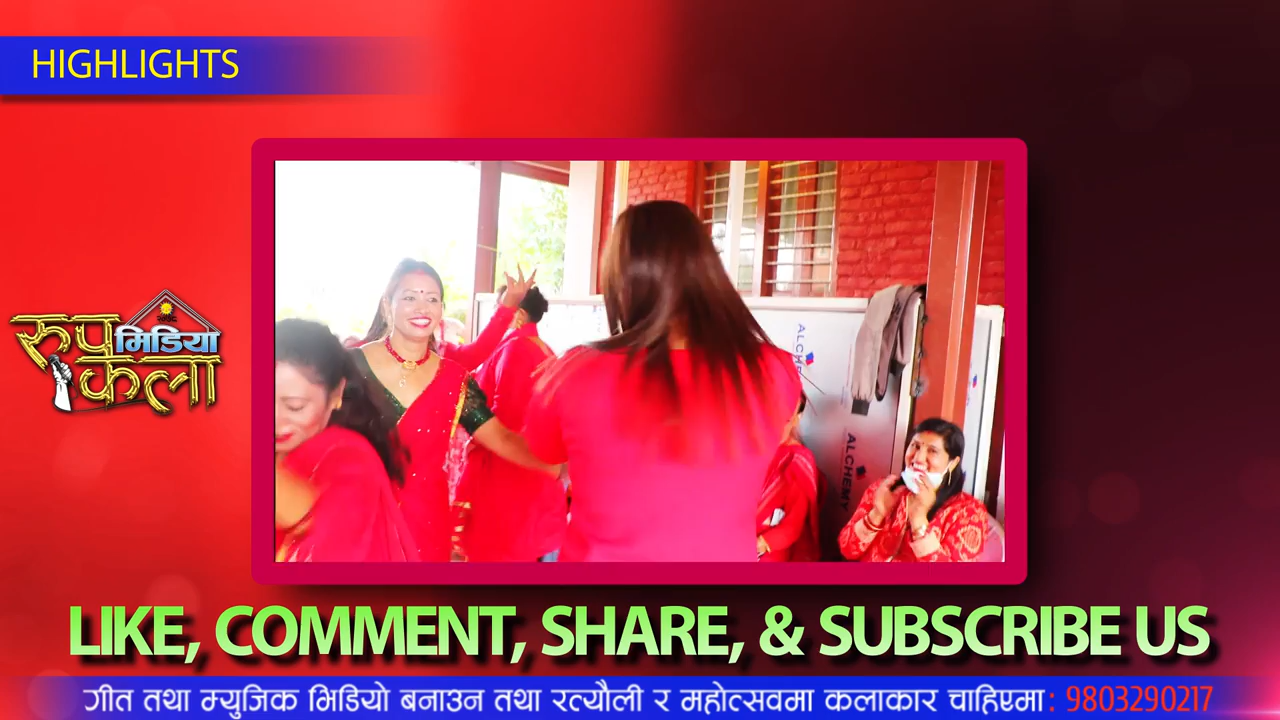 HIGHLIGHTS
रुप मिडियो
कला
ALCHEMY
ALCHEMY
LIKE, COMMENT, SHARE, & SUBSCRIBE US
गीत तथा म्युजिक भिडियो बनाउन तथा रत्यौली र महोत्सवमा कलाकार चाहिएमा : 9803290217